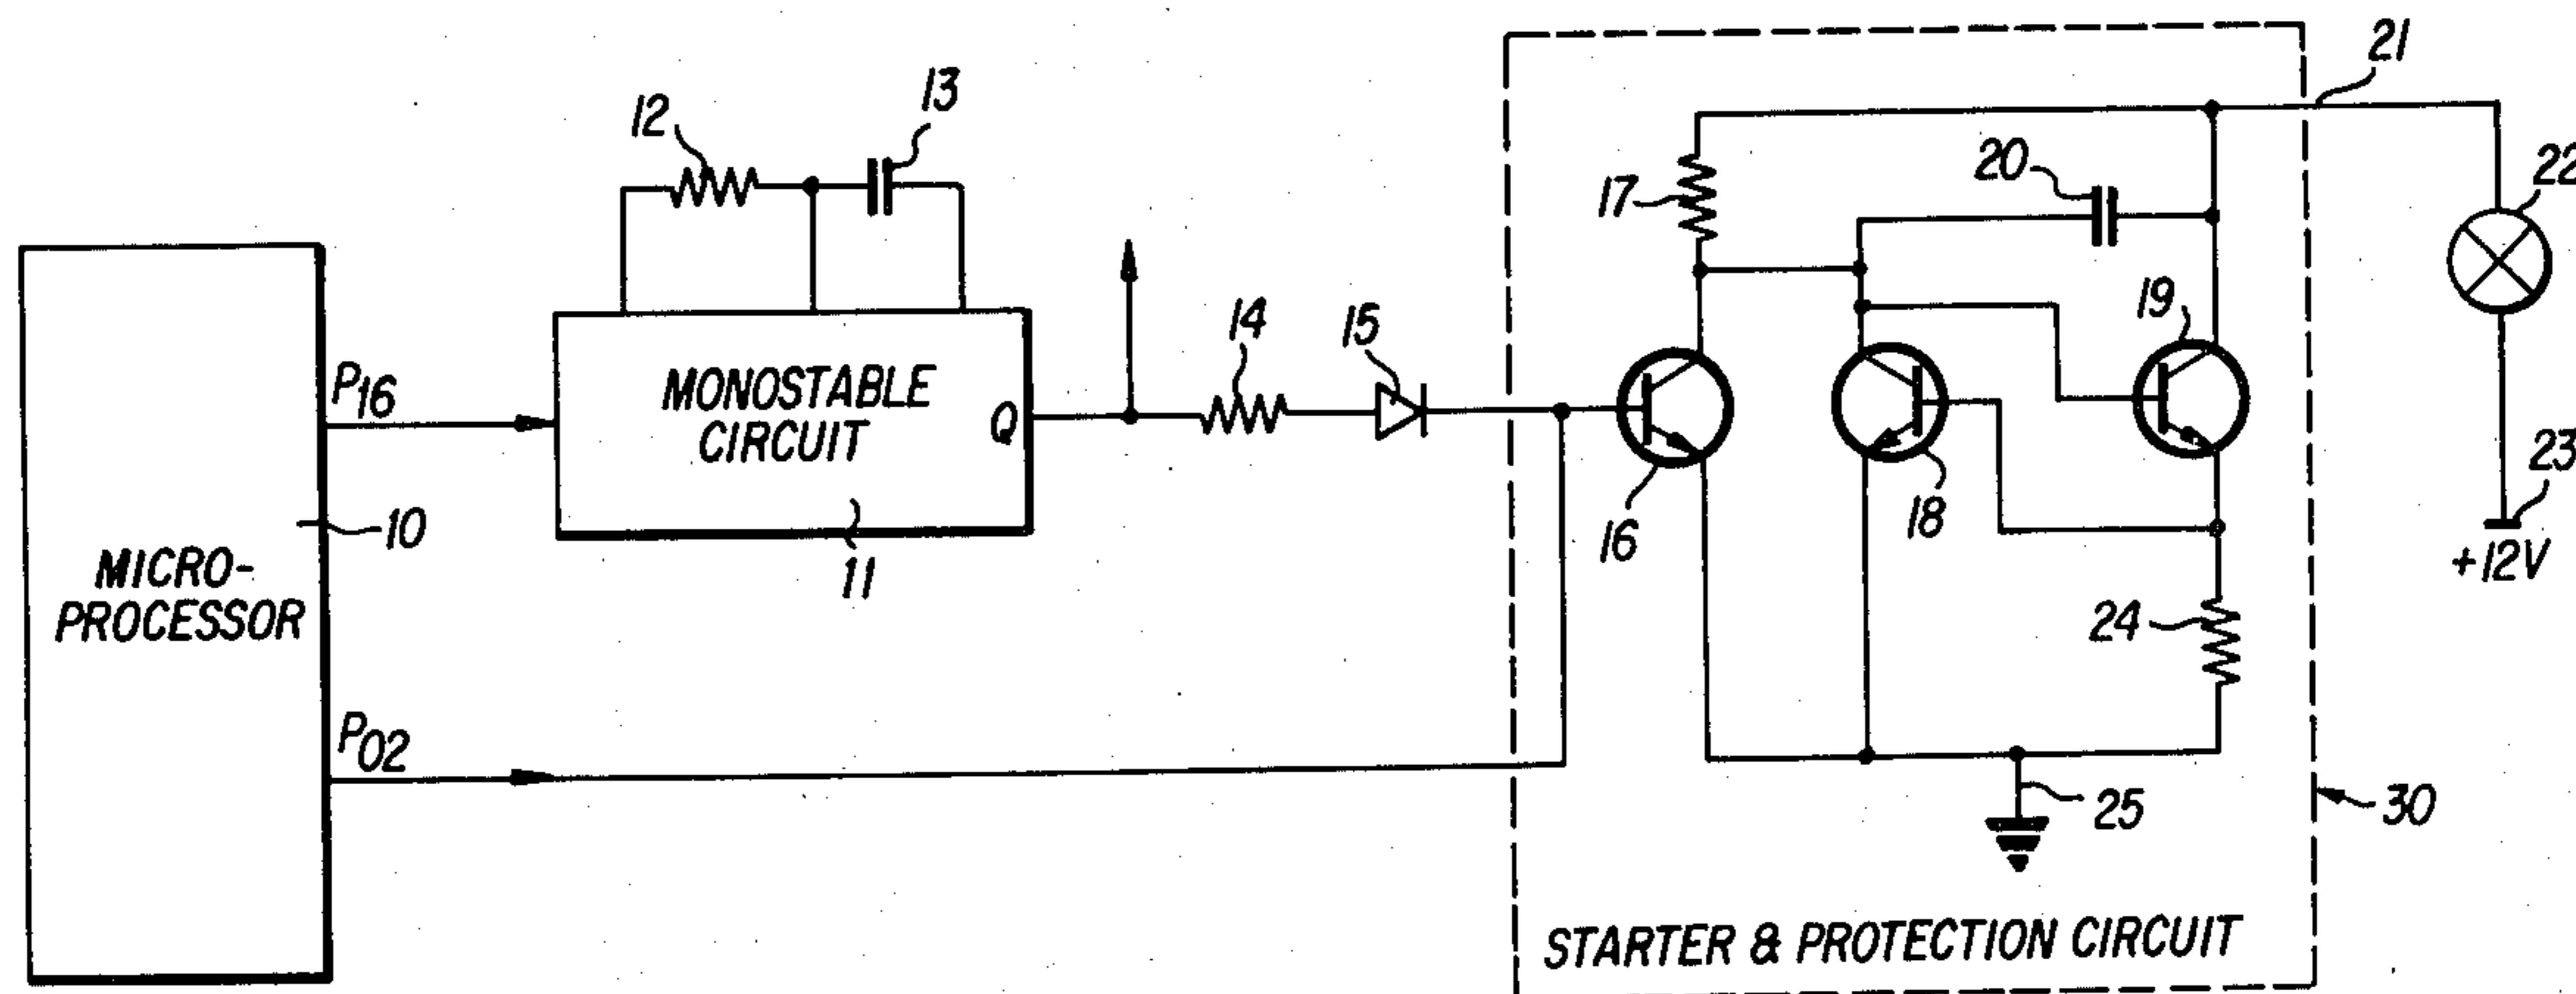 21
13
12
20
22
17
14
15
19
P16
MONOSTABLE
CIRCUIT
Q
10
11
16
18
23
+12V
MICRO-
PROCESSOR
24
P02
25
30
STARTER & PROTECTION CIRCUIT